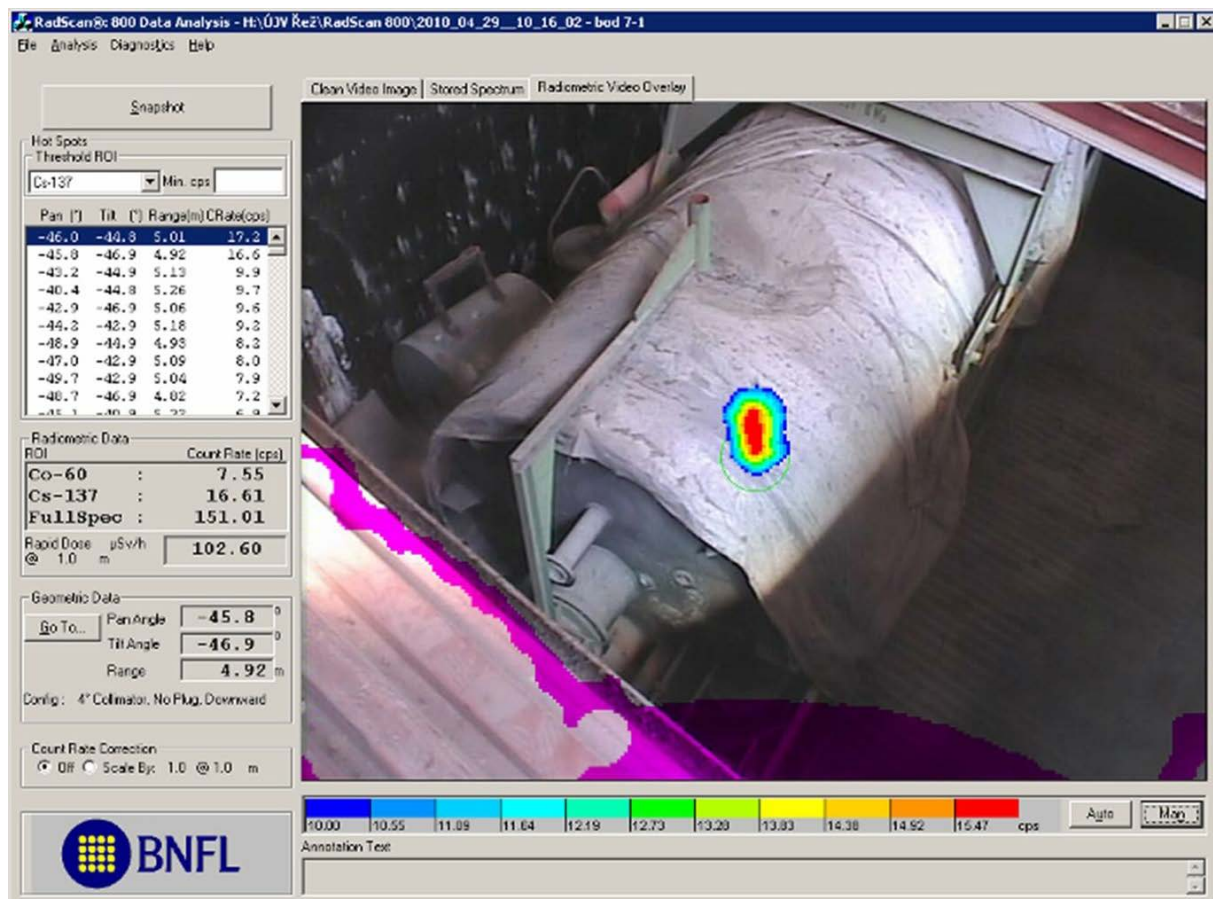 RadScan®: 800 Data Analysis - H:\ÚJV Řež\RadScan 800\2010_04_29__10_16_02 - bod 7-1
File Analysis Diagnostics Help
Snapshot
Clean Video Image Stored Spectrum Radiometric Video Overlay
Hot Spots
Threshold ROI
Cs-137 Min. cps
Pan (°) Tilt (°) Range(m) CRate(cps)
-46.0 -44.8 5.01 17.2
-45.8 -46.9 4.92 16.6
-43.2 -44.9 5.13 9.9
-40.4 -44.8 5.26 9.7
-42.9 -46.9 5.06 9.6
-44.2 -42.9 5.18 9.2
-48.9 -44.9 4.93 8.2
-47.0 -42.9 5.09 8.0
-49.7 -42.9 5.04 7.9
-48.7 -46.9 4.82 7.2
Radiometric Data
ROI Count Rate (cps)
Co-60 : 7.55
Cs-137 : 16.61
FullSpec : 151.01
Rapid Dose µSv/h
@ 1.0 m 102.60
Geometric Data
Go To... Pan Angle -45.8 °
Tilt Angle -46.9 °
Range 4.92 m
Config : 4° Collimator, No Plug, Downward
Count Rate Correction
Off Scale By: 1.0 @ 1.0 m
10.00 10.55 11.09 11.64 12.19 12.73 13.28 13.83 14.38 14.92 15.47 cps Auto Man
Annotation Text
BNFL